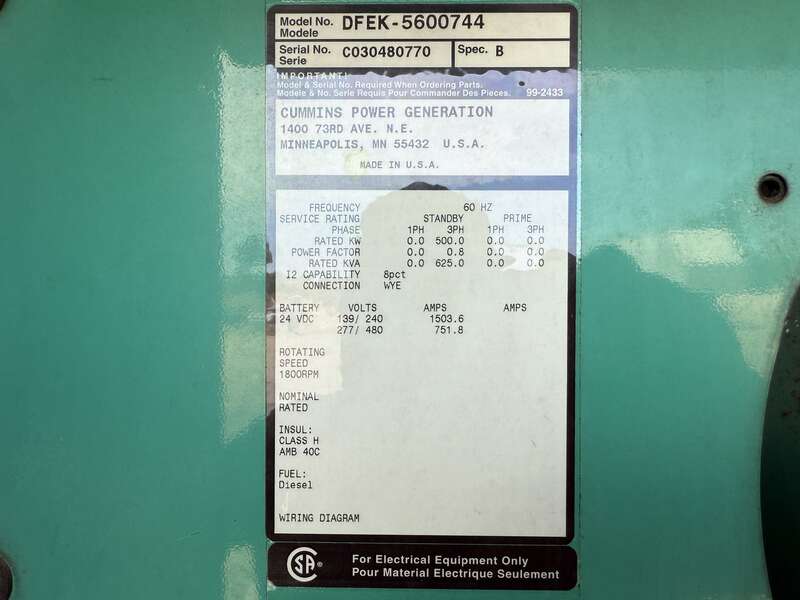 Model No. DFEK-5600744
Modele
Serial No. C030480770 Spec. B
Serie
IMPORTANT!
Model & Serial No. Required When Ordering Parts.
Modele & No. Serie Requis Pour Commander Des Pieces. 99-2433
CUMMINS POWER GENERATION
1400 73RD AVE. N.E.
MINNEAPOLIS, MN 55432 U.S.A.
MADE IN U.S.A.
FREQUENCY 60 HZ
SERVICE RATING STANDBY PRIME
PHASE 1PH 3PH 1PH 3PH
RATED KW 0.0 500.0 0.0 0.0
POWER FACTOR 0.0 0.8 0.0 0.0
RATED KVA 0.0 625.0 0.0 0.0
I2 CAPABILITY 8pct
CONNECTION WYE
BATTERY VOLTS AMPS AMPS
24 VDC 139/ 240 1503.6
277/ 480 751.8
ROTATING
SPEED
1800RPM
NOMINAL
RATED
INSUL:
CLASS H
AMB 40C
FUEL:
Diesel
WIRING DIAGRAM
CSA ® For Electrical Equipment Only
Pour Material Electrique Seulement